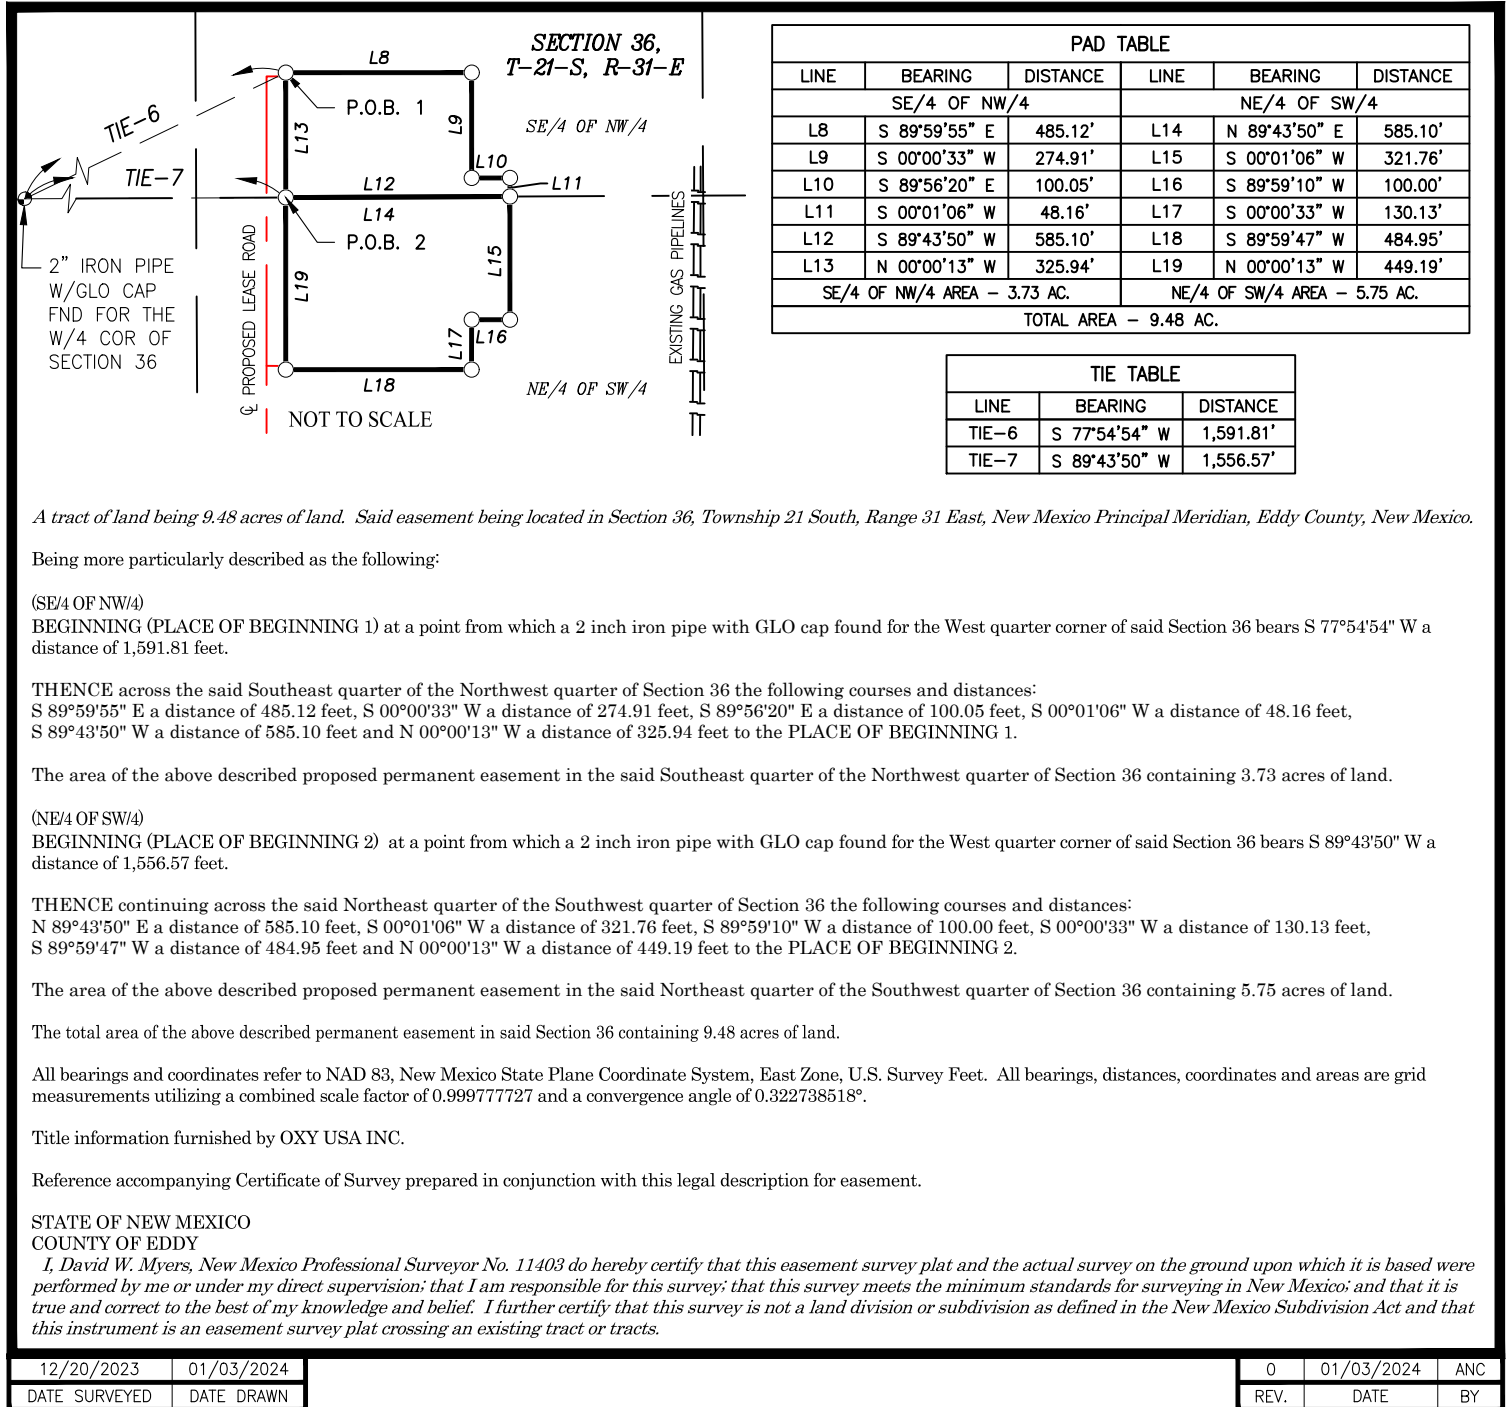 SECTION 36,
T-21-S, R-31-E
L8
P.O.B. 1
TIE-6
L13
L9
SE/4 OF NW/4
L10
TIE-7
L12
L11
L14
P.O.B. 2
2" IRON PIPE
W/GLO CAP
FND FOR THE
W/4 COR OF
SECTION 36
℄ PROPOSED LEASE ROAD
L19
L15
EXISTING GAS PIPELINES
L17
L16
L18
NE/4 OF SW/4
NOT TO SCALE
PAD TABLE
LINE BEARING DISTANCE LINE BEARING DISTANCE
SE/4 OF NW/4 NE/4 OF SW/4
L8 S 89°59'55" E 485.12' L14 N 89°43'50" E 585.10'
L9 S 00°00'33" W 274.91' L15 S 00°01'06" W 321.76'
L10 S 89°56'20" E 100.05' L16 S 89°59'10" W 100.00'
L11 S 00°01'06" W 48.16' L17 S 00°00'33" W 130.13'
L12 S 89°43'50" W 585.10' L18 S 89°59'47" W 484.95'
L13 N 00°00'13" W 325.94' L19 N 00°00'13" W 449.19'
SE/4 OF NW/4 AREA - 3.73 AC. NE/4 OF SW/4 AREA - 5.75 AC.
TOTAL AREA - 9.48 AC.
TIE TABLE
LINE BEARING DISTANCE
TIE-6 S 77°54'54" W 1,591.81'
TIE-7 S 89°43'50" W 1,556.57'
A tract of land being 9.48 acres of land. Said easement being located in Section 36, Township 21 South, Range 31 East, New Mexico Principal Meridian, Eddy County, New Mexico.
Being more particularly described as the following:
(SE/4 OF NW/4)
BEGINNING (PLACE OF BEGINNING 1) at a point from which a 2 inch iron pipe with GLO cap found for the West quarter corner of said Section 36 bears S 77°54'54" W a
distance of 1,591.81 feet.
THENCE across the said Southeast quarter of the Northwest quarter of Section 36 the following courses and distances:
S 89°59'55" E a distance of 485.12 feet, S 00°00'33" W a distance of 274.91 feet, S 89°56'20" E a distance of 100.05 feet, S 00°01'06" W a distance of 48.16 feet,
S 89°43'50" W a distance of 585.10 feet and N 00°00'13" W a distance of 325.94 feet to the PLACE OF BEGINNING 1.
The area of the above described proposed permanent easement in the said Southeast quarter of the Northwest quarter of Section 36 containing 3.73 acres of land.
(NE/4 OF SW/4)
BEGINNING (PLACE OF BEGINNING 2) at a point from which a 2 inch iron pipe with GLO cap found for the West quarter corner of said Section 36 bears S 89°43'50" W a
distance of 1,556.57 feet.
THENCE continuing across the said Northeast quarter of the Southwest quarter of Section 36 the following courses and distances:
N 89°43'50" E a distance of 585.10 feet, S 00°01'06" W a distance of 321.76 feet, S 89°59'10" W a distance of 100.00 feet, S 00°00'33" W a distance of 130.13 feet,
S 89°59'47" W a distance of 484.95 feet and N 00°00'13" W a distance of 449.19 feet to the PLACE OF BEGINNING 2.
The area of the above described proposed permanent easement in the said Northeast quarter of the Southwest quarter of Section 36 containing 5.75 acres of land.
The total area of the above described permanent easement in said Section 36 containing 9.48 acres of land.
All bearings and coordinates refer to NAD 83, New Mexico State Plane Coordinate System, East Zone, U.S. Survey Feet. All bearings, distances, coordinates and areas are grid
measurements utilizing a combined scale factor of 0.999777727 and a convergence angle of 0.322738518°.
Title information furnished by OXY USA INC.
Reference accompanying Certificate of Survey prepared in conjunction with this legal description for easement.
STATE OF NEW MEXICO
COUNTY OF EDDY
I, David W. Myers, New Mexico Professional Surveyor No. 11403 do hereby certify that this easement survey plat and the actual survey on the ground upon which it is based were
performed by me or under my direct supervision; that I am responsible for this survey; that this survey meets the minimum standards for surveying in New Mexico; and that it is
true and correct to the best of my knowledge and belief. I further certify that this survey is not a land division or subdivision as defined in the New Mexico Subdivision Act and that
this instrument is an easement survey plat crossing an existing tract or tracts.
12/20/2023 01/03/2024
DATE SURVEYED DATE DRAWN
0 01/03/2024 ANC
REV. DATE BY